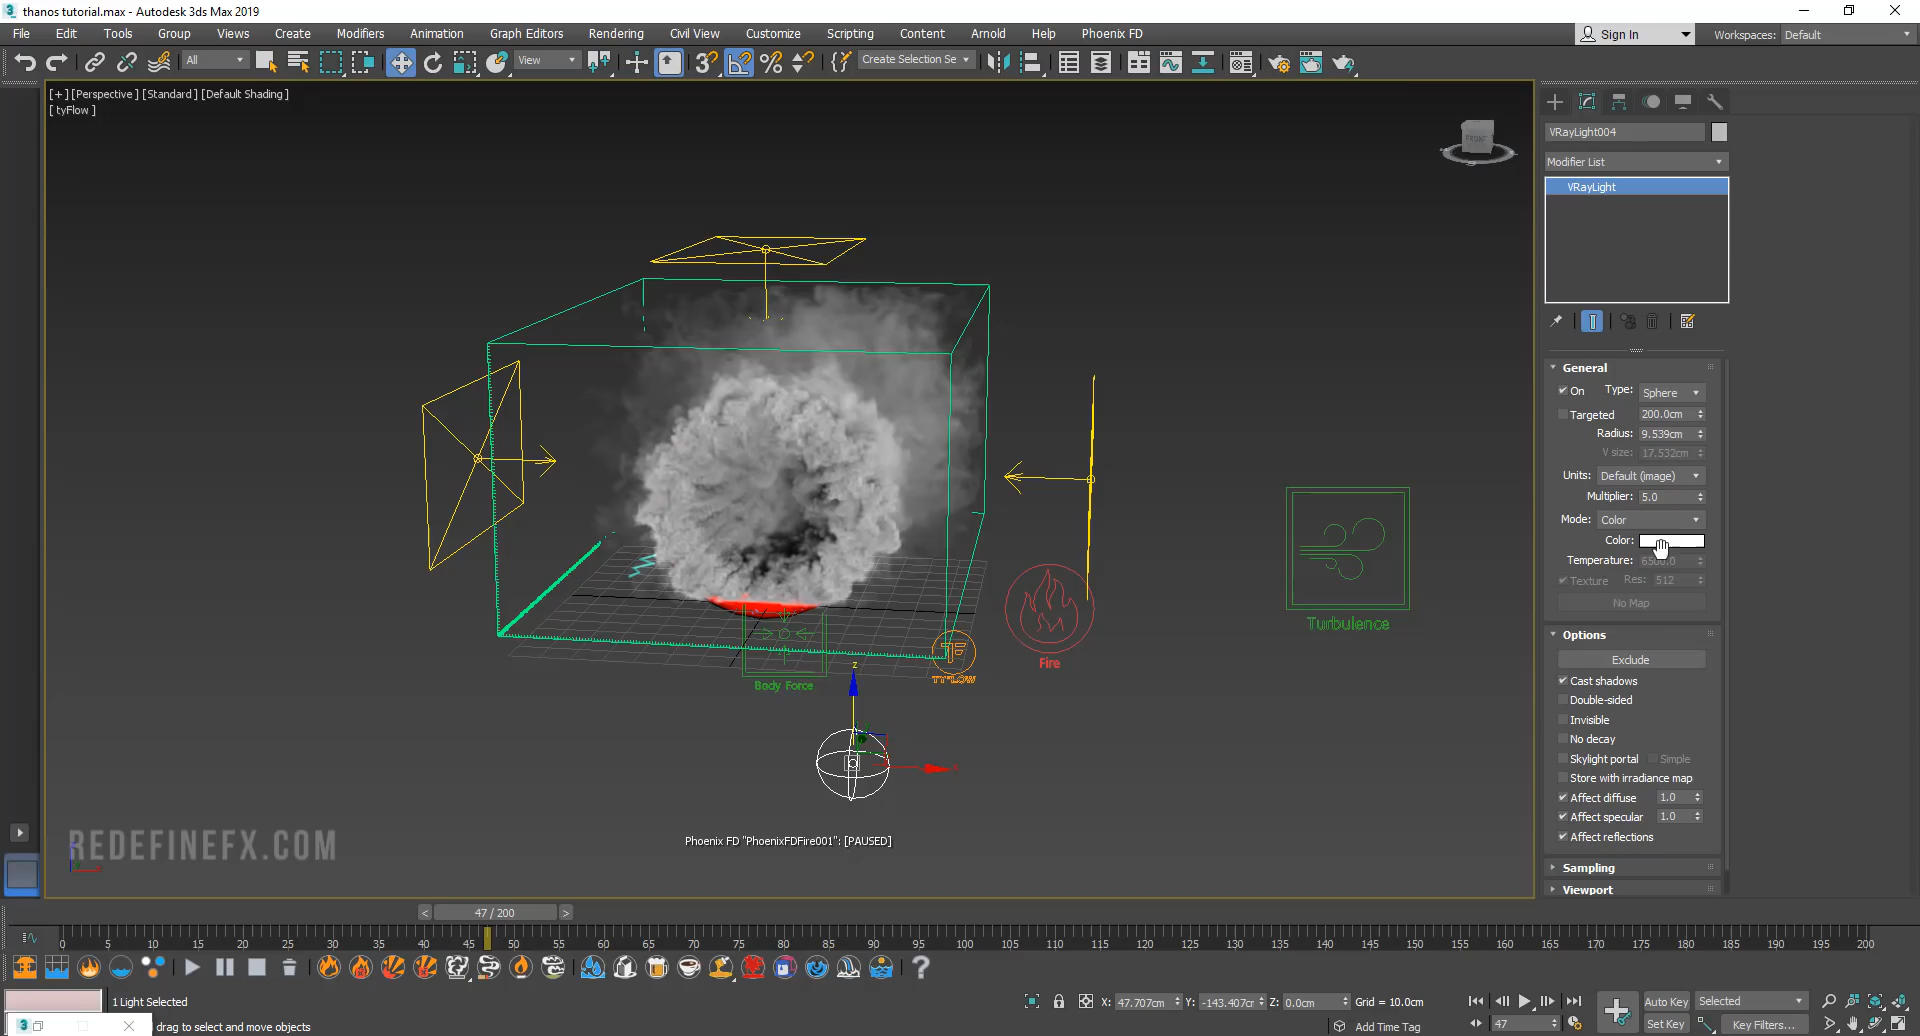 thanos tutorial.max - Autodesk 3ds Max 2019
File Edit Tools Group Views Create Modifiers Animation Graph Editors Rendering Civil View Customize Scripting Content Arnold Help Phoenix FD
Sign In Workspaces: Default
All View Create Selection Se
[+] [Perspective] [Standard] [Default Shading]
[ tyFlow ]
FRONT
VRayLight004
Modifier List
VRayLight
General
On Type: Sphere
Targeted 200.0cm
Radius: 9.539cm
V size: 17.532cm
Units: Default (image)
Multiplier: 5.0
Mode: Color
Color:
Temperature: 6500.0
Texture Res: 512
No Map
Options
Exclude
Cast shadows
Double-sided
Invisible
No decay
Skylight portal Simple
Store with irradiance map
Affect diffuse 1.0
Affect specular 1.0
Affect reflections
Sampling
Viewport
Turbulence
Fire
TYFLOW
Body Force
z
x
Phoenix FD "PhoenixFDFire001": [PAUSED]
REDEFINEFX.COM
< 47 / 200 >
0 5 10 15 20 25 30 35 40 45 50 55 60 65 70 75 80 85 90 95 100 105 110 115 120 125 130 135 140 145 150 155 160 165 170 175 180 185 190 195 200
1 Light Selected
drag to select and move objects
X: 47.707cm Y: -143.407c Z: 0.0cm Grid = 10.0cm
Add Time Tag
47
Auto Key Selected
Set Key Key Filters...